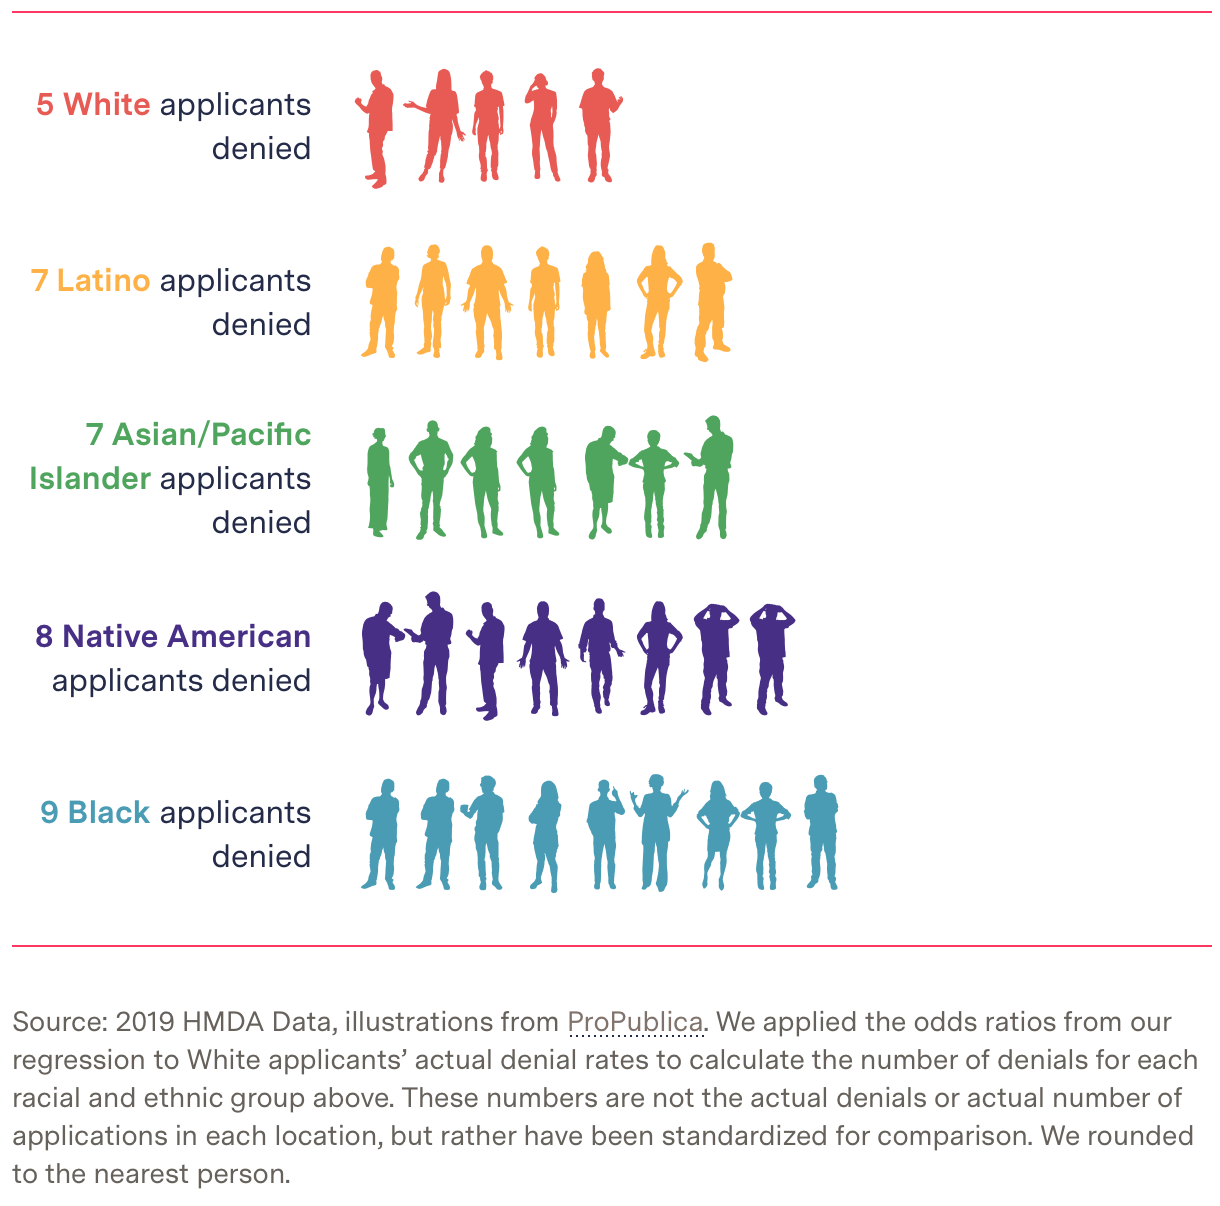 5 White applicants
denied
7 Latino applicants
denied
7 Asian/Pacific
Islander applicants
denied
8 Native American
applicants denied
9 Black applicants
denied
Source: 2019 HMDA Data, illustrations from ProPublica. We applied the odds ratios from our
regression to White applicants’ actual denial rates to calculate the number of denials for each
racial and ethnic group above. These numbers are not the actual denials or actual number of
applications in each location, but rather have been standardized for comparison. We rounded
to the nearest person.